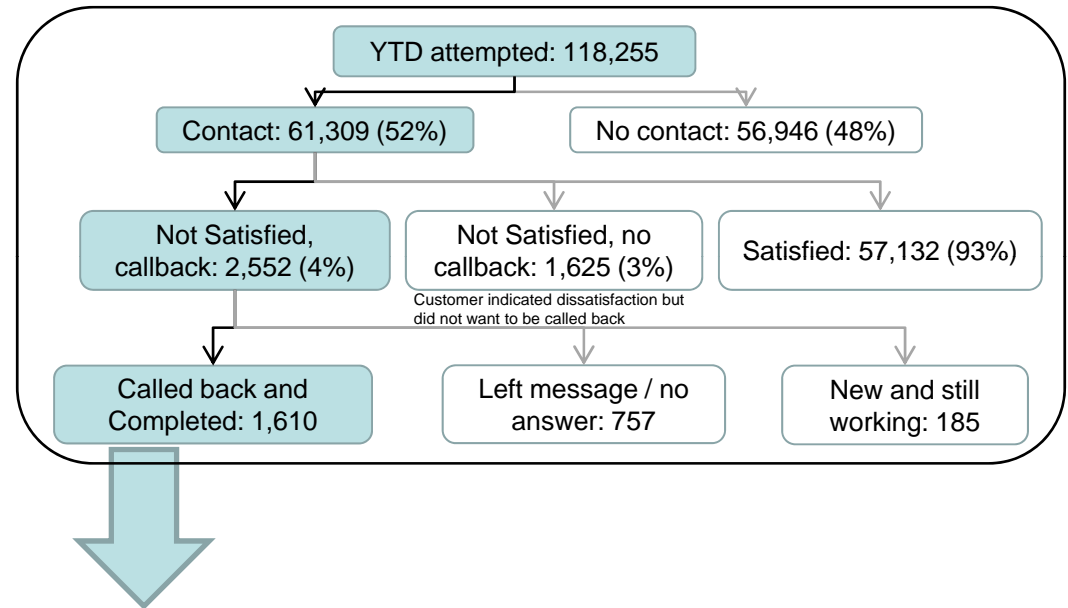 YTD attempted: 118,255
Contact: 61,309 (52%)
No contact: 56,946 (48%)
Not Satisfied,
callback: 2,552 (4%)
Not Satisfied, no
callback: 1,625 (3%)
Satisfied: 57,132 (93%)
Customer indicated dissatisfaction but
did not want to be called back
Called back and
Completed: 1,610
Left message / no
answer: 757
New and still
working: 185